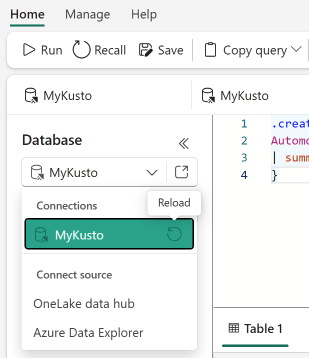 Home Manage Help
Run Recall Save Copy query
MyKusto MyKusto
Database
MyKusto
Reload
Connections
MyKusto
Connect source
OneLake data hub
Azure Data Explorer
1 .creat
2 Automo
3 | summ
4 }
Table 1